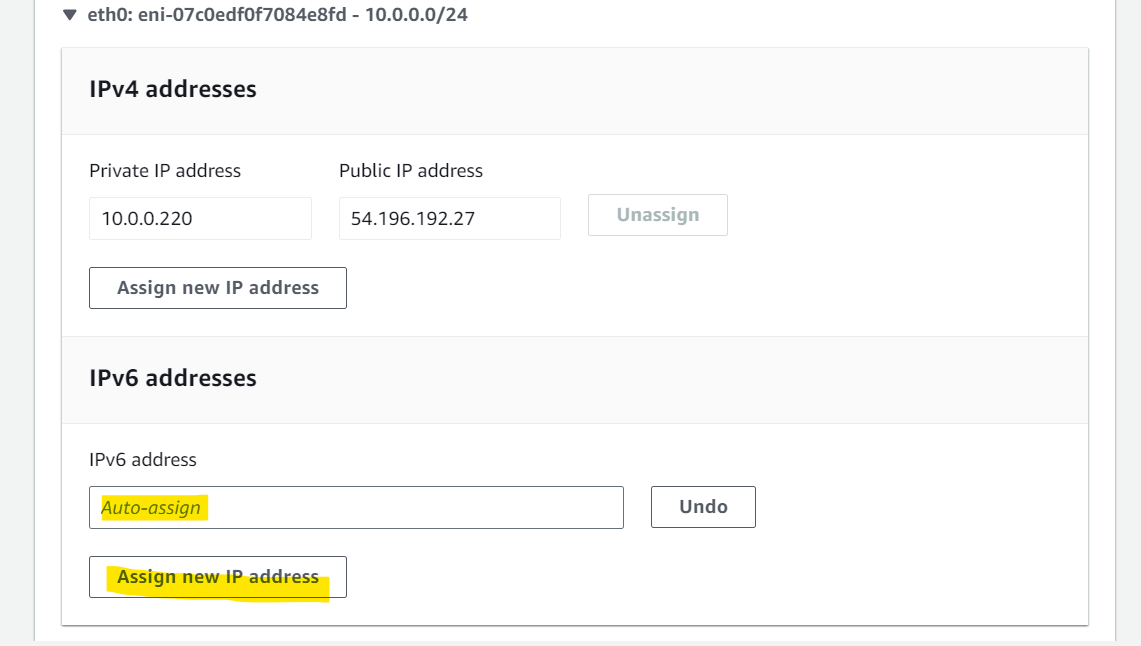 eth0: eni-07c0edf0f7084e8fd - 10.0.0.0/24
IPv4 addresses
Private IP address Public IP address
10.0.0.220 54.196.192.27 Unassign
Assign new IP address
IPv6 addresses
IPv6 address
Auto-assign Undo
Assign new IP address